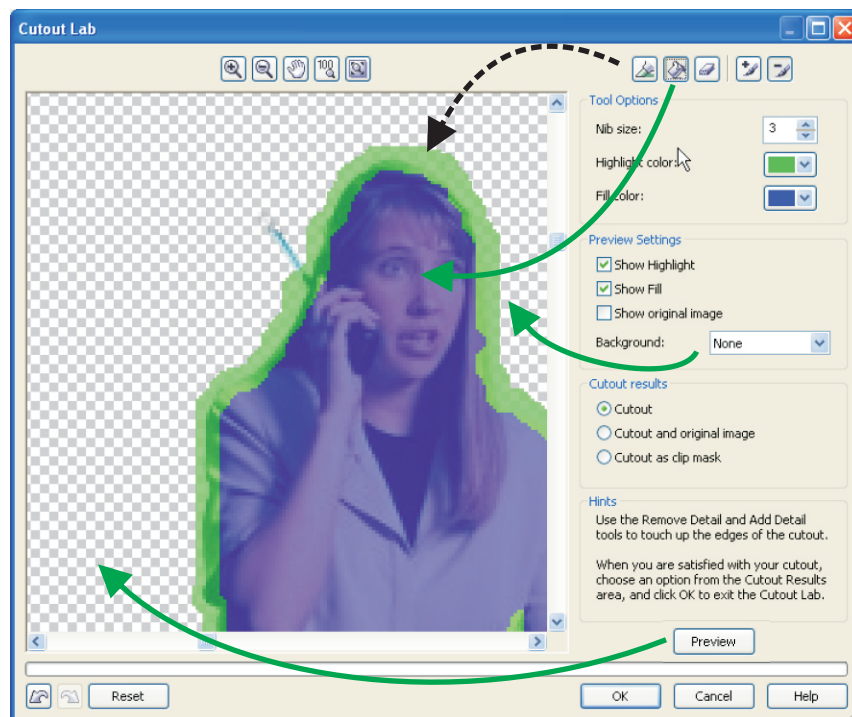 Cutout Lab
100
Tool Options
Nib size:
3
Highlight color:
Fill color:
Preview Settings
Show Highlight
Show Fill
Show original image
Background:
None
Cutout results
Cutout
Cutout and original image
Cutout as clip mask
Hints
Use the Remove Detail and Add Detail
tools to touch up the edges of the cutout.
When you are satisfied with your cutout,
choose an option from the Cutout Results
area, and click OK to exit the Cutout Lab.
Preview
Reset
OK
Cancel
Help